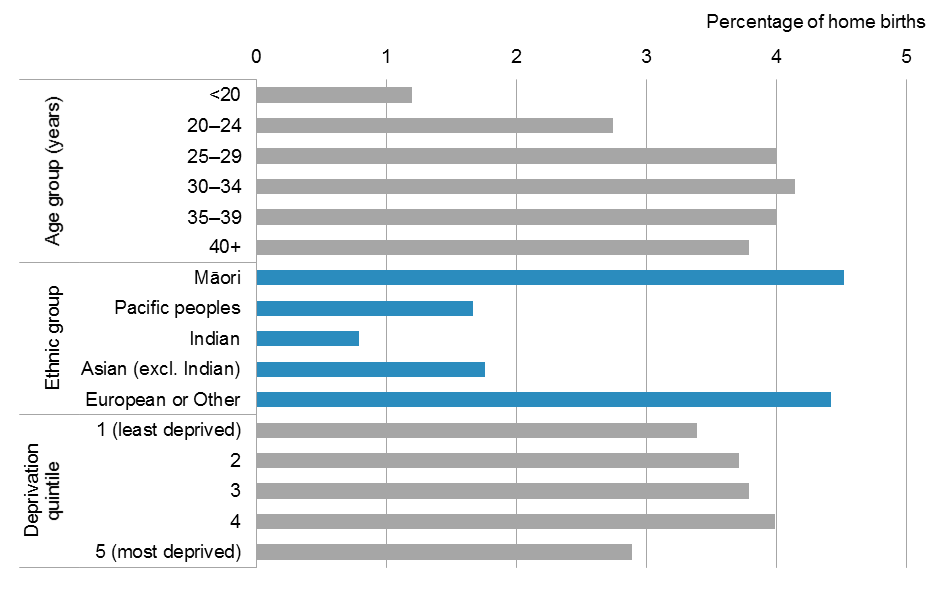 Percentage of home births
0 1 2 3 4 5
Age group (years)
<20
20–24
25–29
30–34
35–39
40+
Ethnic group
Māori
Pacific peoples
Indian
Asian (excl. Indian)
European or Other
Deprivation
quintile
1 (least deprived)
2
3
4
5 (most deprived)